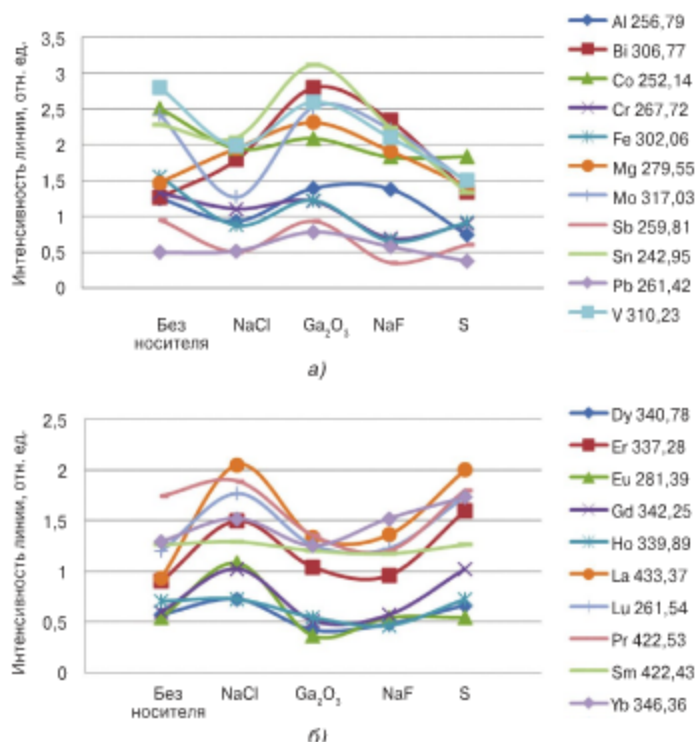 Интенсивность линии, отн. ед.
3,5
3
2,5
2
1,5
1
0,5
0
Без носителя
NaCl
Ga₂O₃
NaF
S
Al 256,79
Bi 306,77
Co 252,14
Cr 267,72
Fe 302,06
Mg 279,55
Mo 317,03
Sb 259,81
Sn 242,95
Pb 261,42
V 310,23
а)
Интенсивность линии, отн. ед.
2,5
2
1,5
1
0,5
0
Без носителя
NaCl
Ga₂O₃
NaF
S
Dy 340,78
Er 337,28
Eu 281,39
Gd 342,25
Ho 339,89
La 433,37
Lu 261,54
Pr 422,53
Sm 422,43
Yb 346,36
б)